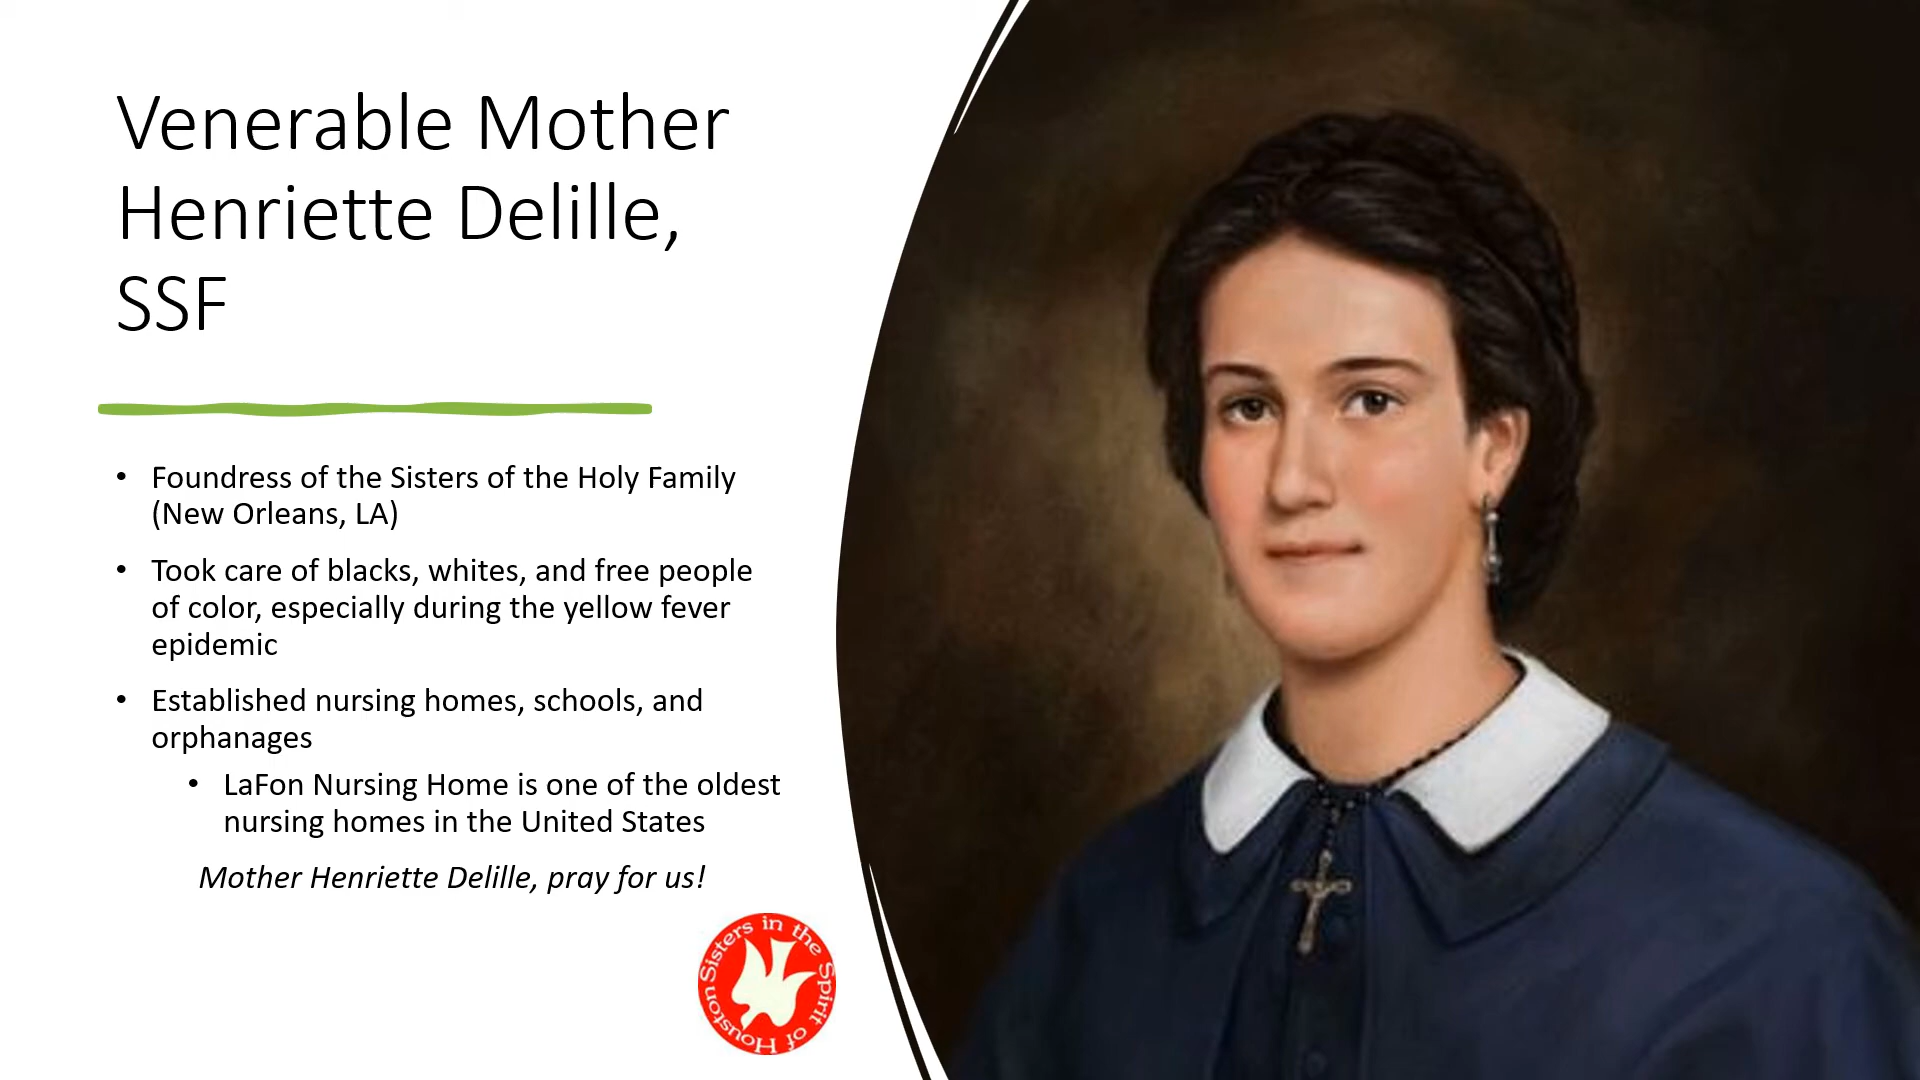 Venerable Mother
Henriette Delille,
SSF
• Foundress of the Sisters of the Holy Family
(New Orleans, LA)
• Took care of blacks, whites, and free people
of color, especially during the yellow fever
epidemic
• Established nursing homes, schools, and
orphanages
• LaFon Nursing Home is one of the oldest
nursing homes in the United States
Mother Henriette Delille, pray for us!
Sisters in the Spirit of Houston